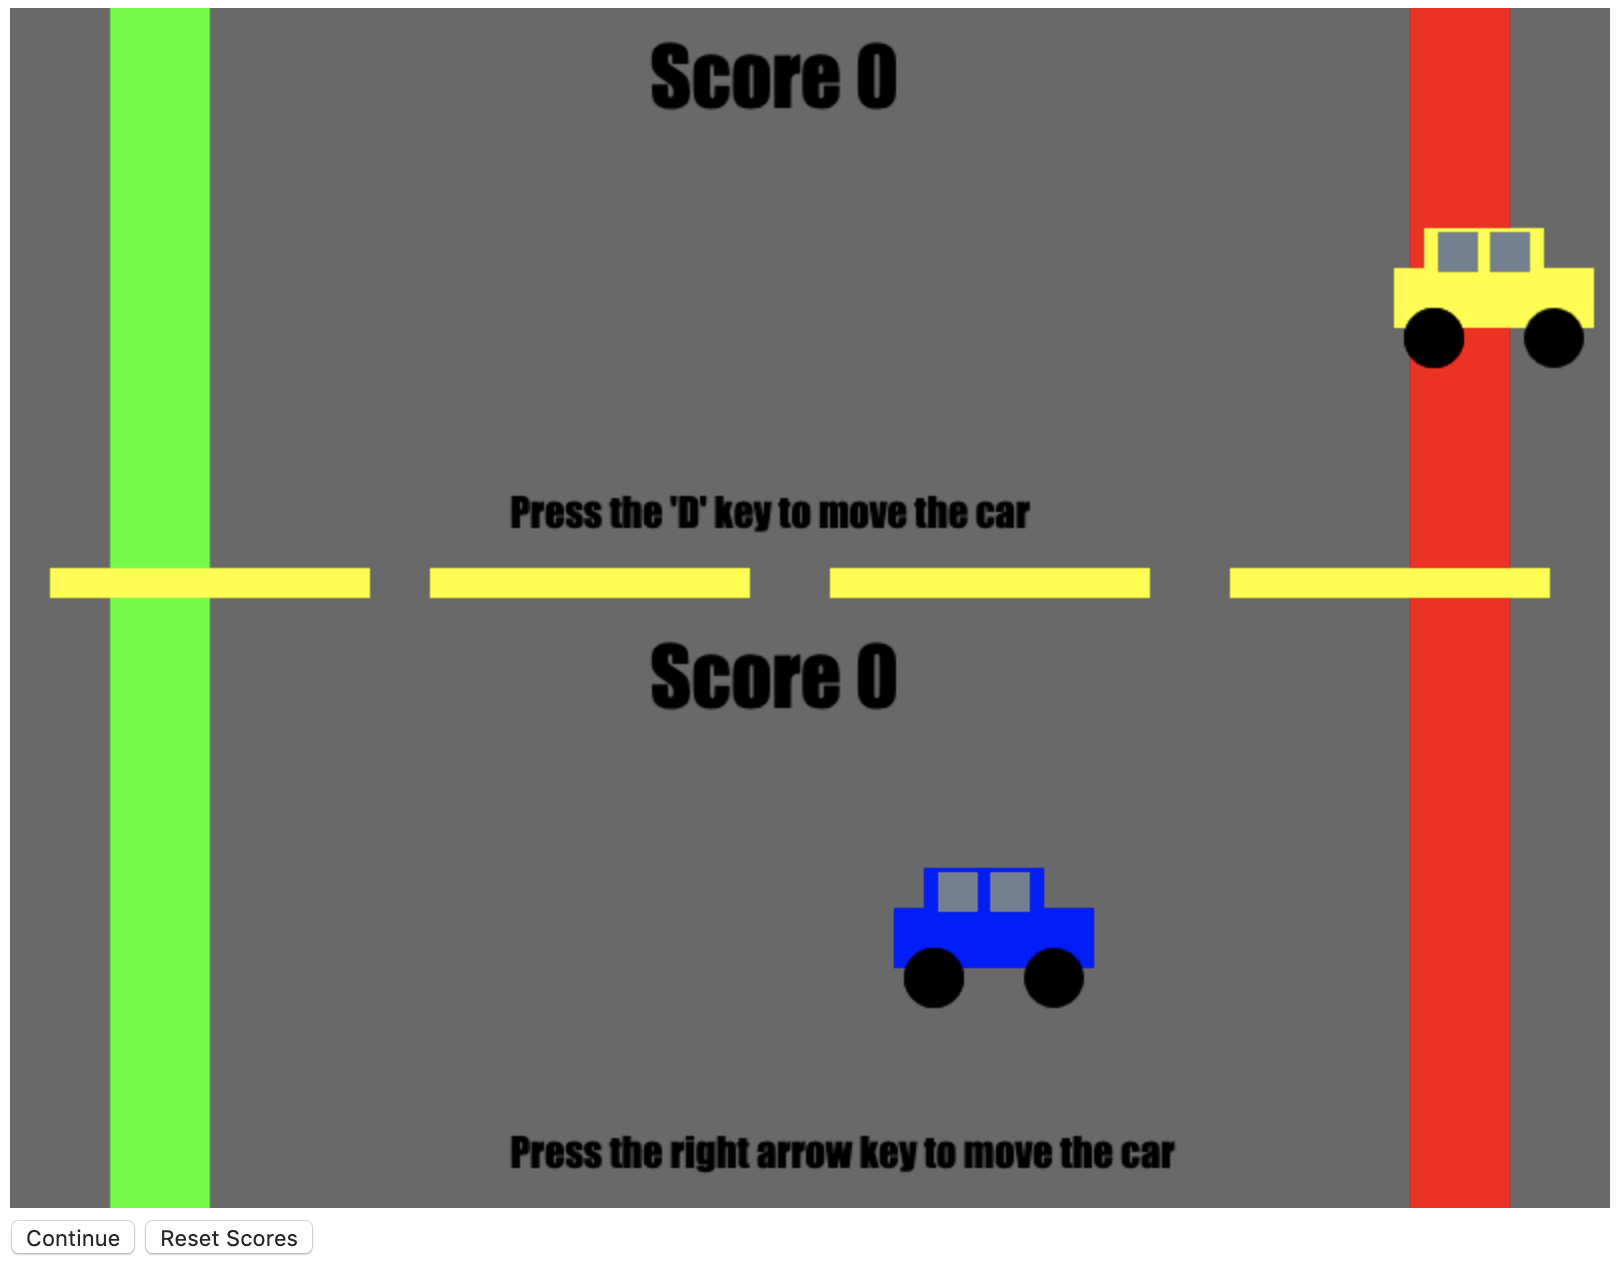 Score 0
Press the 'D' key to move the car
Score 0
Press the right arrow key to move the car
Continue
Reset Scores